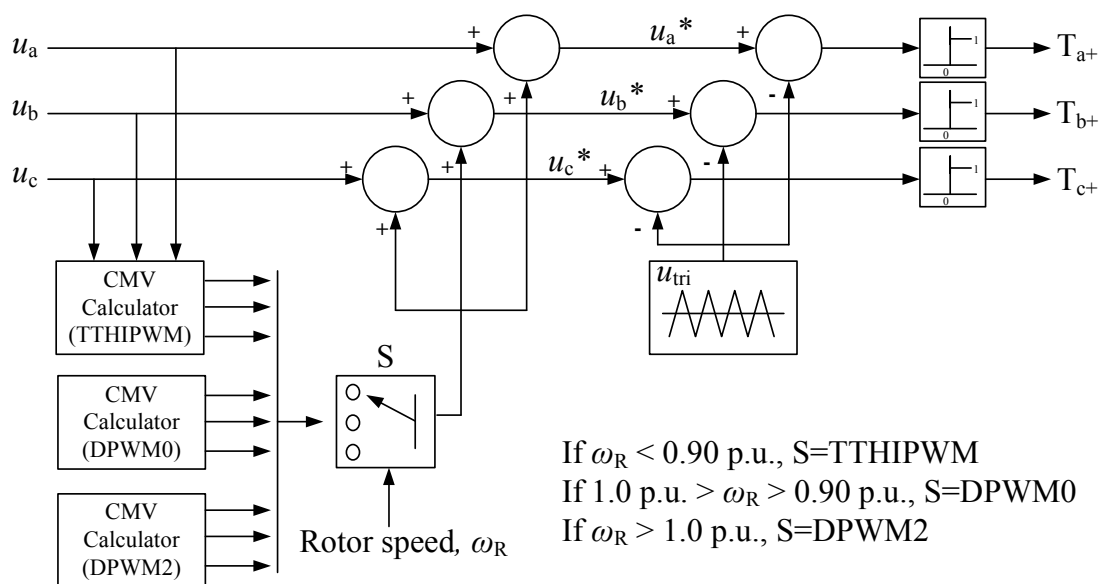 u_a
+
u_a*
+
-
0
1
T_a+
u_b
+
+
u_b*
+
-
0
1
T_b+
u_c
+
+
+
u_c*
+
-
0
1
T_c+
CMV
Calculator
(TTHIPWM)
u_tri
S
CMV
Calculator
(DPWM0)
CMV
Calculator
(DPWM2)
Rotor speed, ω_R
If ω_R < 0.90 p.u., S=TTHIPWM
If 1.0 p.u. > ω_R > 0.90 p.u., S=DPWM0
If ω_R > 1.0 p.u., S=DPWM2